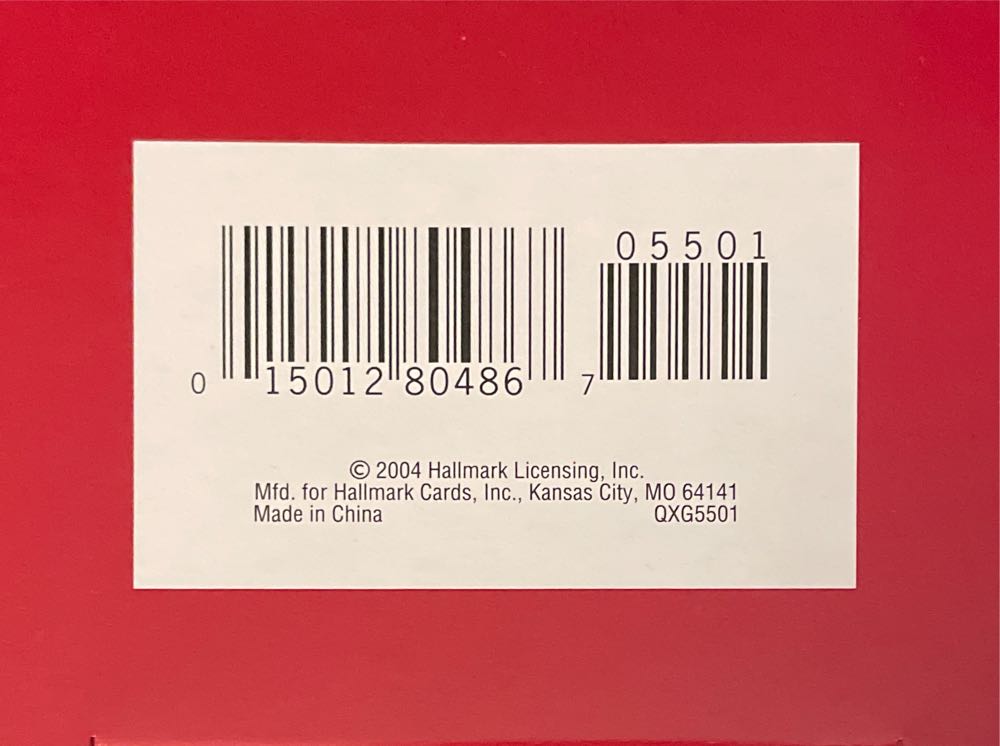 05501
0 15012 80486 7
© 2004 Hallmark Licensing, Inc.
Mfd. for Hallmark Cards, Inc., Kansas City, MO 64141
Made in China QXG5501